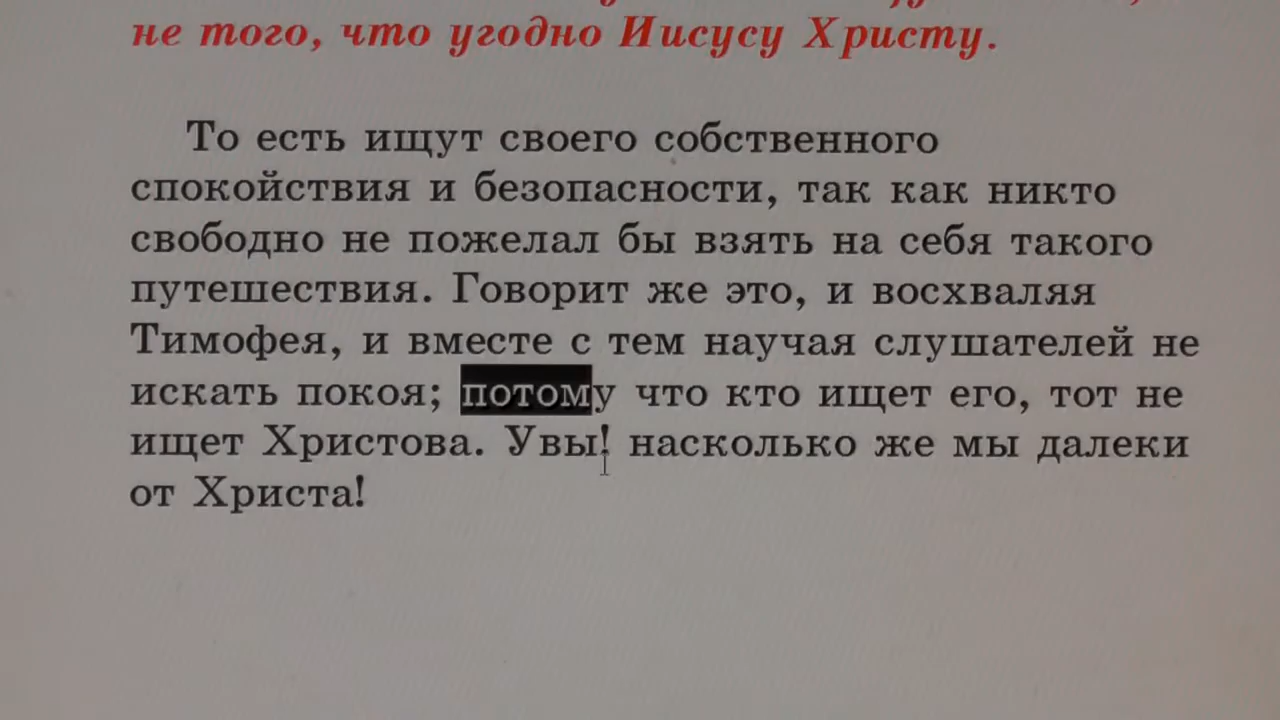 не того, что угодно Иисусу Христу.
То есть ищут своего собственного
спокойствия и безопасности, так как никто
свободно не пожелал бы взять на себя такого
путешествия. Говорит же это, и восхваляя
Тимофея, и вместе с тем научая слушателей не
искать покоя; потому что кто ищет его, тот не
ищет Христова. Увы! насколько же мы далеки
от Христа!